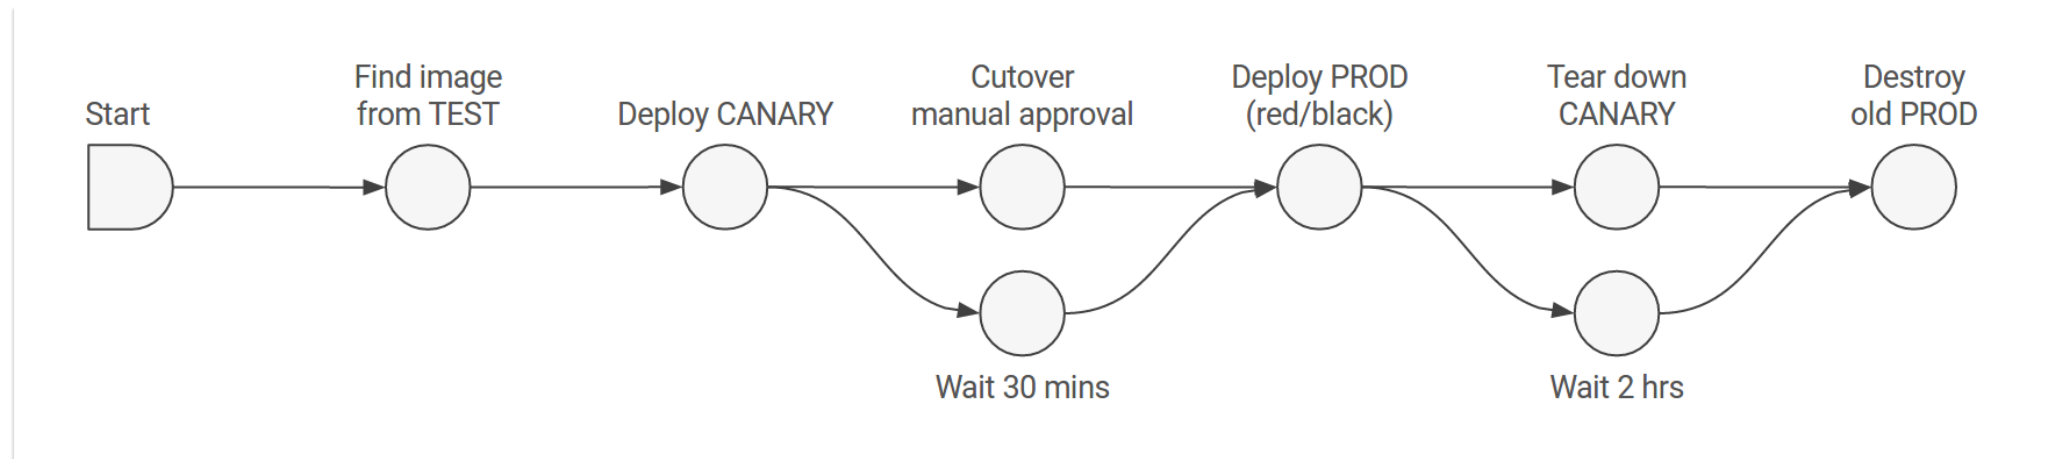 Start
Find image
from TEST
Deploy CANARY
Cutover
manual approval
Deploy PROD
(red/black)
Tear down
CANARY
Destroy
old PROD
Wait 30 mins
Wait 2 hrs